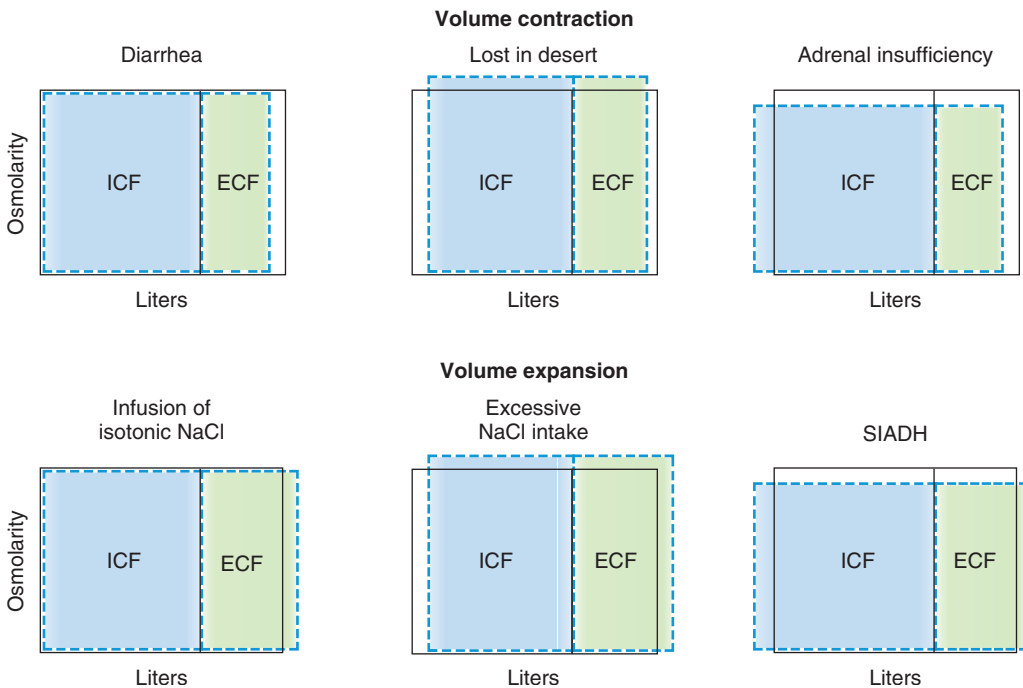 Volume contraction
Diarrhea
Lost in desert
Adrenal insufficiency
Osmolarity
ICF
ECF
ICF
ECF
ICF
ECF
Liters
Liters
Liters
Volume expansion
Infusion of
isotonic NaCl
Excessive
NaCl intake
SIADH
Osmolarity
ICF
ECF
ICF
ECF
ICF
ECF
Liters
Liters
Liters